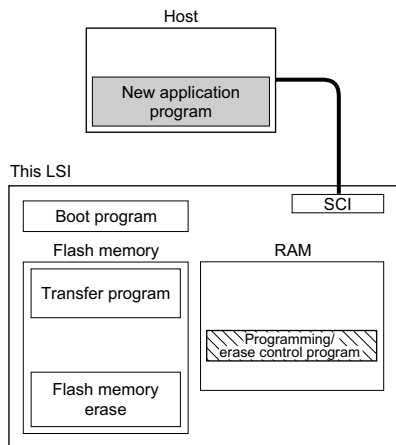 Host
New application
program
This LSI
SCI
Boot program
Flash memory
RAM
Transfer program
Programming/
erase control program
Flash memory
erase